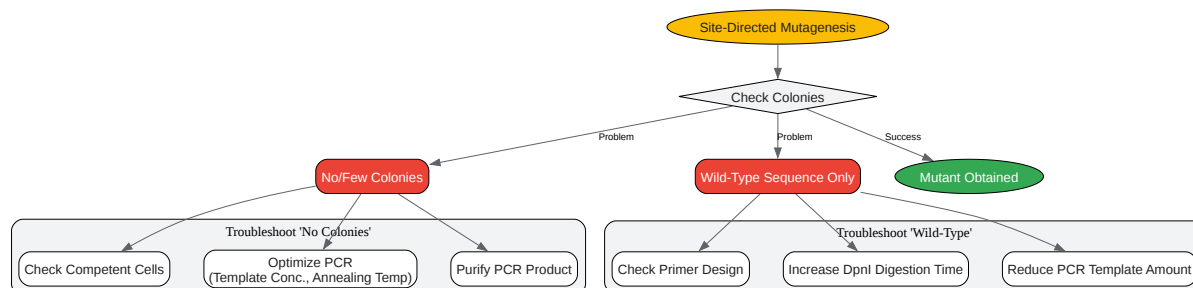 Site-Directed Mutagenesis
Check Colonies
Problem
Problem
Success
No/Few Colonies
Wild-Type Sequence Only
Mutant Obtained
Troubleshoot 'No Colonies'
Troubleshoot 'Wild-Type'
Check Competent Cells
Optimize PCR
(Template Conc., Annealing Temp)
Purify PCR Product
Check Primer Design
Increase DpnI Digestion Time
Reduce PCR Template Amount